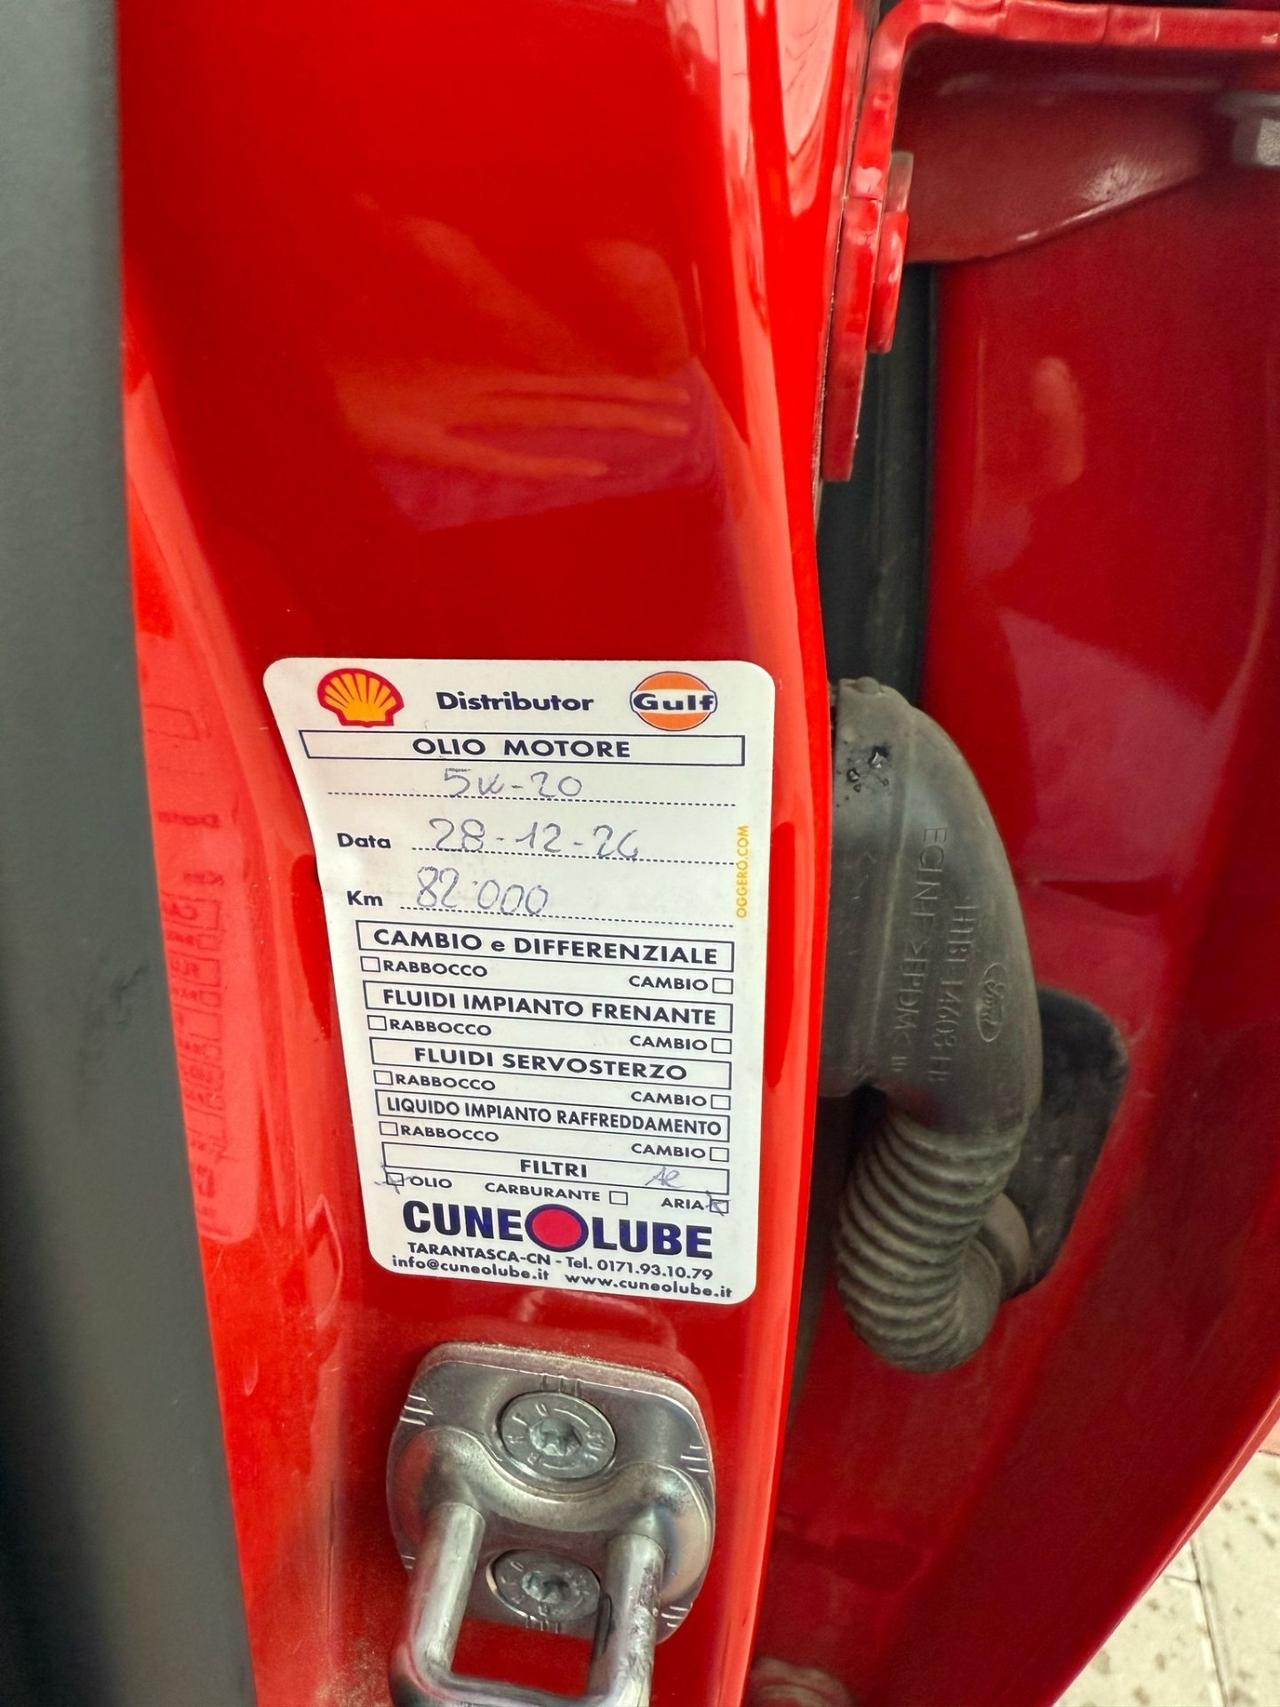 Distributor Gulf
OLIO MOTORE
5W-20
Data 28-12-24
Km 82'000
OGGERO.COM
CAMBIO e DIFFERENZIALE
RABBOCCO CAMBIO
FLUIDI IMPIANTO FRENANTE
RABBOCCO CAMBIO
FLUIDI SERVOSTERZO
RABBOCCO CAMBIO
LIQUIDO IMPIANTO RAFFREDDAMENTO
RABBOCCO CAMBIO
FILTRI
OLIO CARBURANTE ARIA
CUNEOLUBE
TARANTASCA-CN - Tel. 0171.93.10.79
info@cuneolube.it www.cuneolube.it
Ford